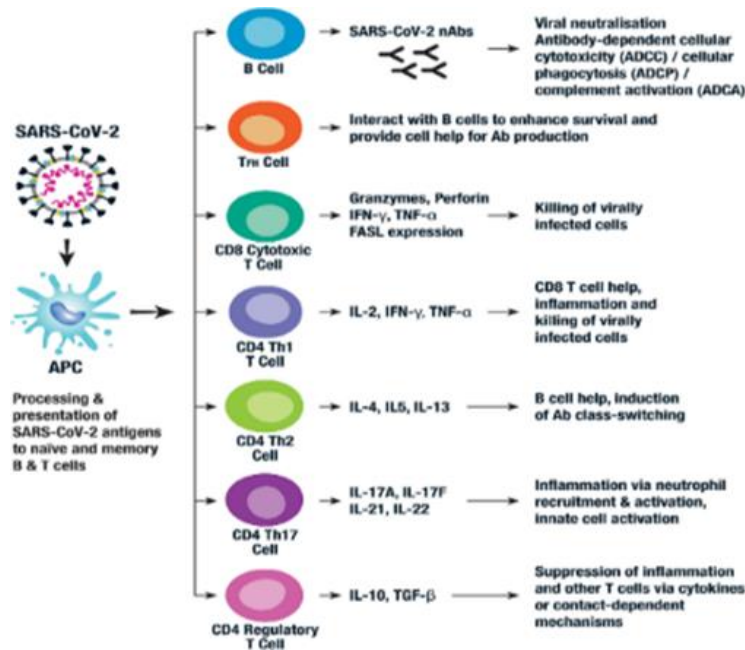 SARS-CoV-2
APC
Processing &
presentation of
SARS-CoV-2 antigens
to naïve and memory
B & T cells
B Cell
SARS-CoV-2 nAbs
Viral neutralisation
Antibody-dependent cellular
cytotoxicity (ADCC) / cellular
phagocytosis (ADCP) /
complement activation (ADCA)
TFH Cell
Interact with B cells to enhance survival and
provide cell help for Ab production
CD8 Cytotoxic
T Cell
Granzymes, Perforin
IFN-γ, TNF-α
FASL expression
Killing of virally
infected cells
CD4 Th1
T Cell
IL-2, IFN-γ, TNF-α
CD8 T cell help,
inflammation and
killing of virally
infected cells
CD4 Th2
Cell
IL-4, IL5, IL-13
B cell help, induction
of Ab class-switching
CD4 Th17
Cell
IL-17A, IL-17F
IL-21, IL-22
Inflammation via neutrophil
recruitment & activation,
innate cell activation
CD4 Regulatory
T Cell
IL-10, TGF-β
Suppression of inflammation
and other T cells via cytokines
or contact-dependent
mechanisms